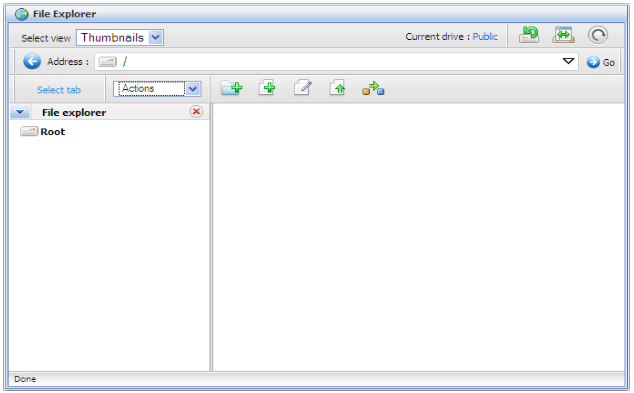 File Explorer
Select view Thumbnails Current drive : Public
Address : / Go
Select tab Actions
File explorer
Root
Done